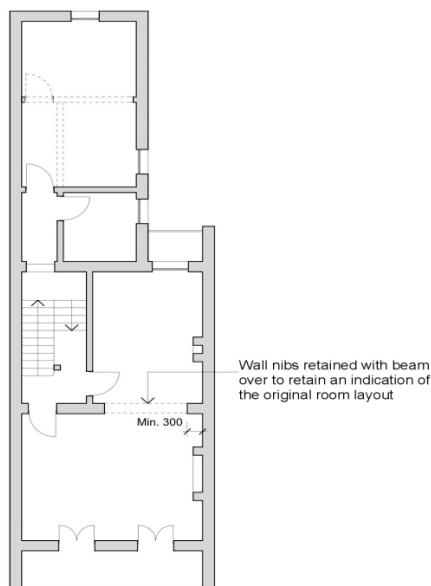 Wall nibs retained with beam
over to retain an indication of
the original room layout
Min. 300